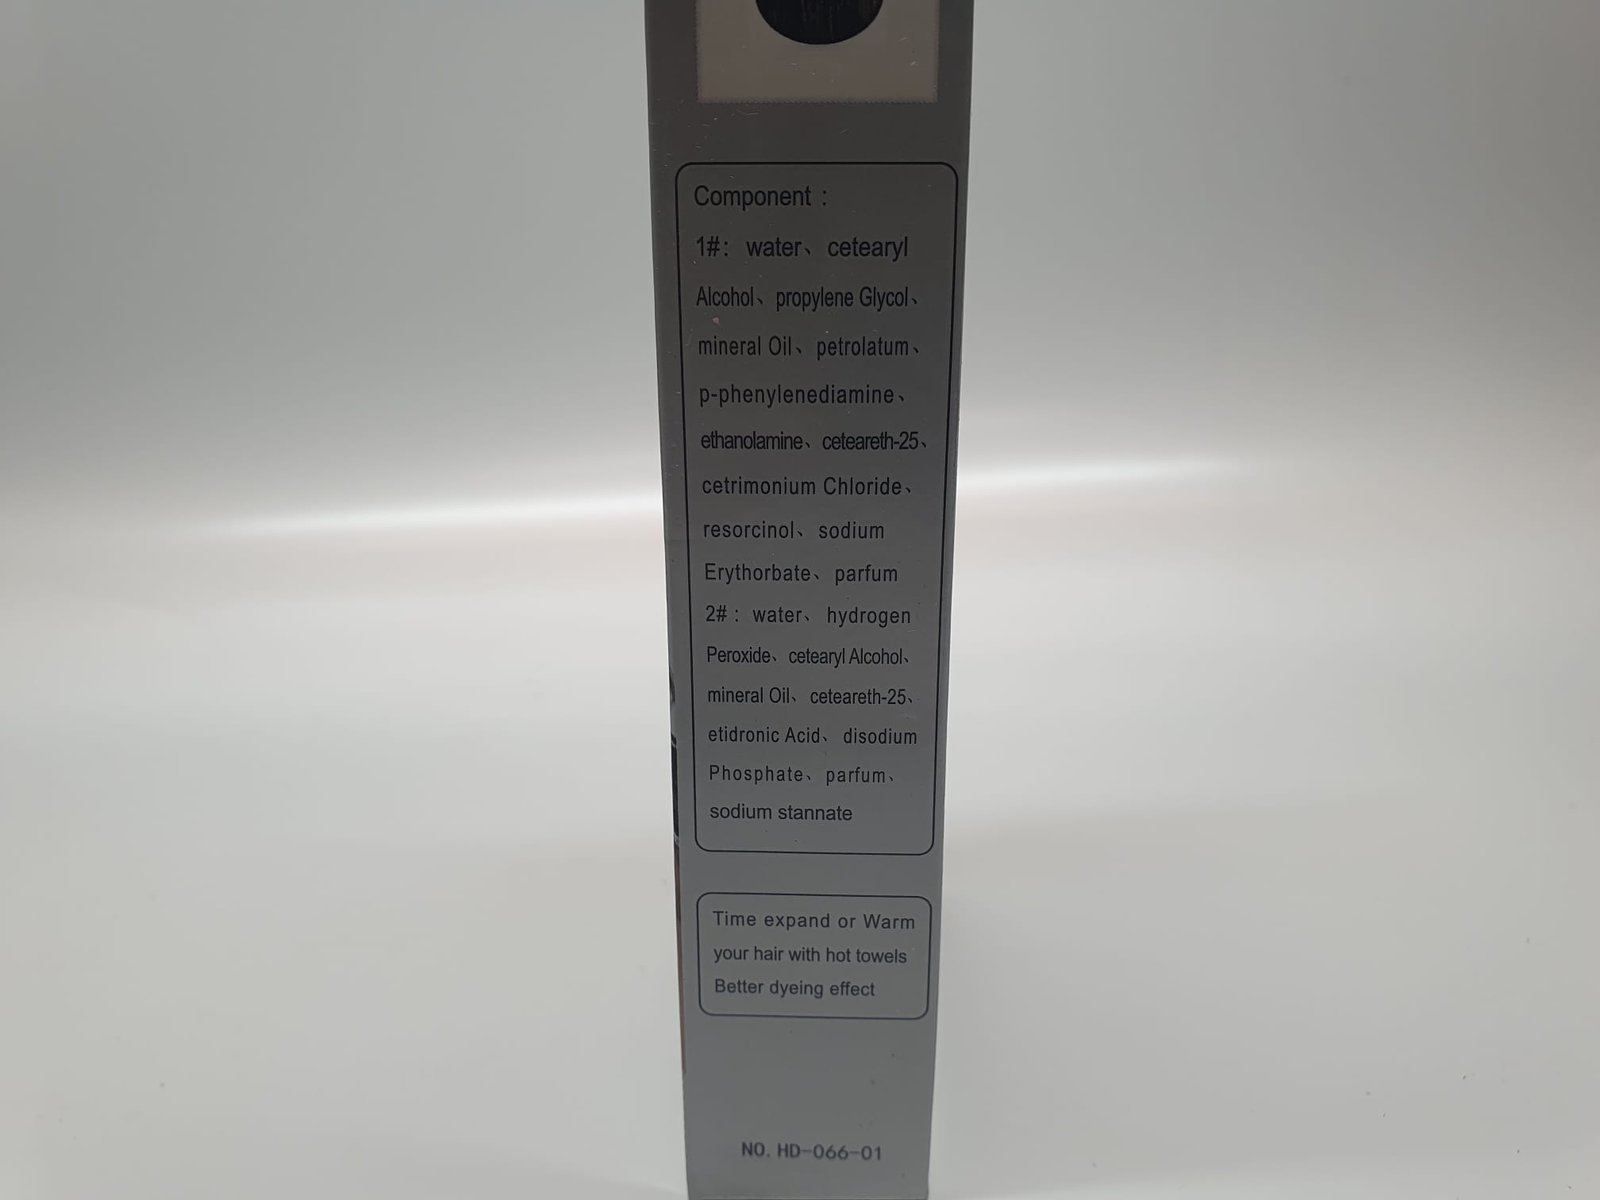 Component :
1#: water、 cetearyl
Alcohol、 propylene Glycol、
mineral Oil、 petrolatum、
p-phenylenediamine、
ethanolamine、 ceteareth-25、
cetrimonium Chloride、
resorcinol、 sodium
Erythorbate、 parfum
2# : water、 hydrogen
Peroxide、 cetearyl Alcohol、
mineral Oil、 ceteareth-25、
etidronic Acid、 disodium
Phosphate、 parfum、
sodium stannate
Time expand or Warm
your hair with hot towels
Better dyeing effect
NO. HD-066-01